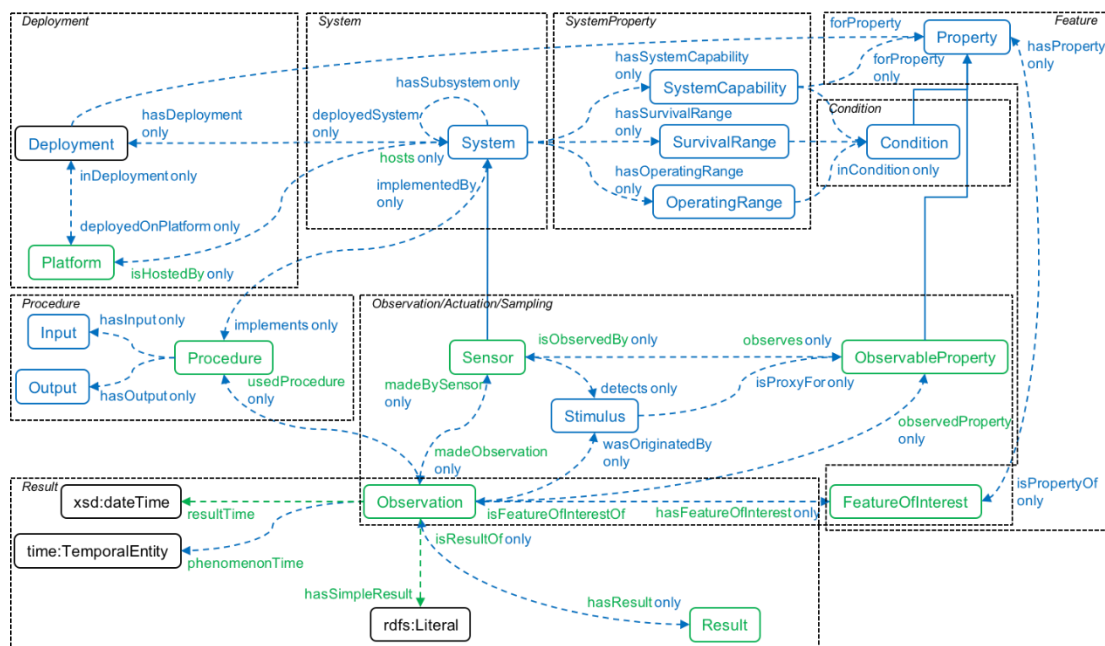 Deployment
System
SystemProperty
Feature
forProperty
Property
hasProperty
only
forProperty
only
hasSystemCapability
only
SystemCapability
hasSubsystem only
Condition
hasDeployment
only
deployedSystem
only
hasSurvivalRange
only
Deployment
System
SurvivalRange
Condition
hosts only
inDeployment only
implementedBy
only
hasOperatingRange
only
inCondition only
OperatingRange
deployedOnPlatform only
Platform
isHostedBy only
Procedure
Observation/Actuation/Sampling
Input
hasInput only
implements only
isObservedBy only
observes only
Procedure
Sensor
ObservableProperty
Output
hasOutput only
usedProcedure
only
madeBySensor
only
detects only
isProxyFor only
Stimulus
observedProperty
only
madeObservation
only
wasOriginatedBy
only
Result
xsd:dateTime
resultTime
Observation
isFeatureOfInterestOf
hasFeatureOfInterest only
FeatureOfInterest
isPropertyOf
only
time:TemporalEntity
phenomenonTime
isResultOf only
hasSimpleResult
hasResult only
rdfs:Literal
Result